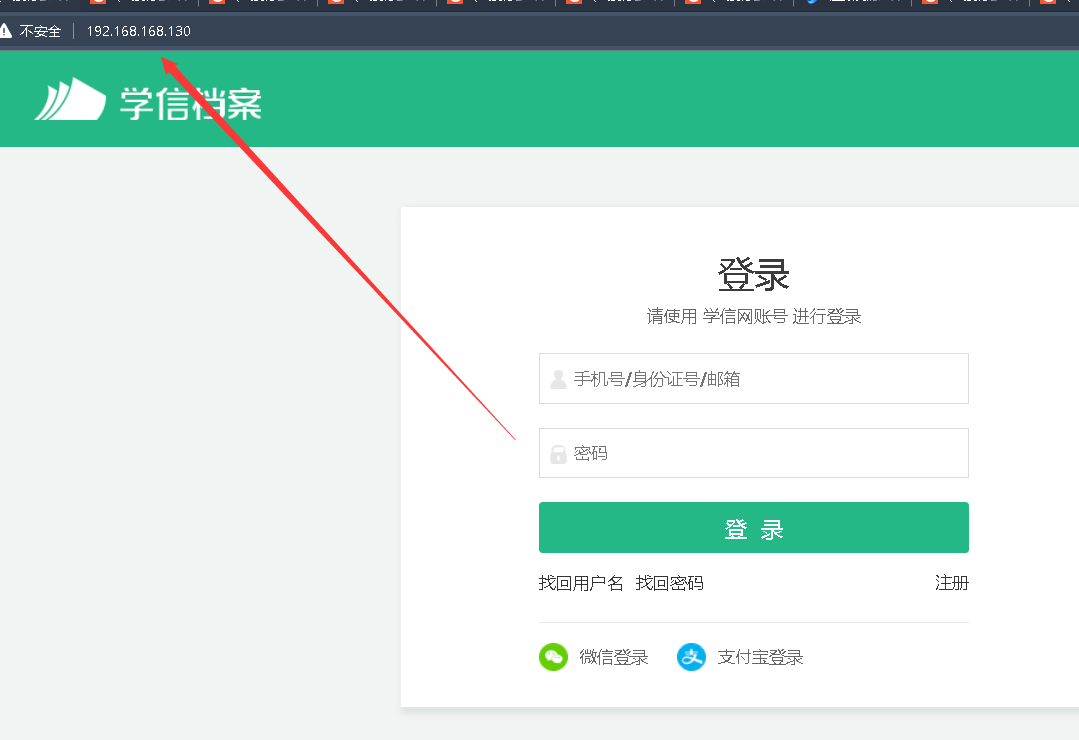 不安全 192.168.168.130
学信档案
登录
请使用 学信网账号 进行登录
手机号/身份证号/邮箱
密码
登 录
找回用户名 找回密码 注册
微信登录 支付宝登录